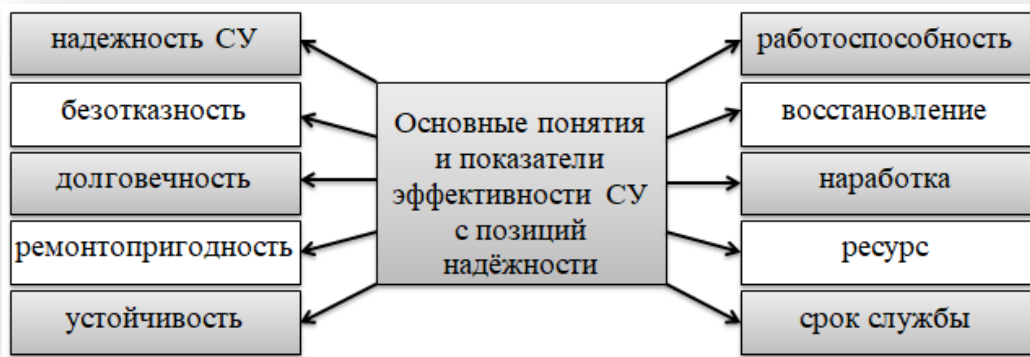 надежность СУ
безотказность
долговечность
ремонтопригодность
устойчивость
Основные понятия
и показатели
эффективности СУ
с позиций
надёжности
работоспособность
восстановление
наработка
ресурс
срок службы